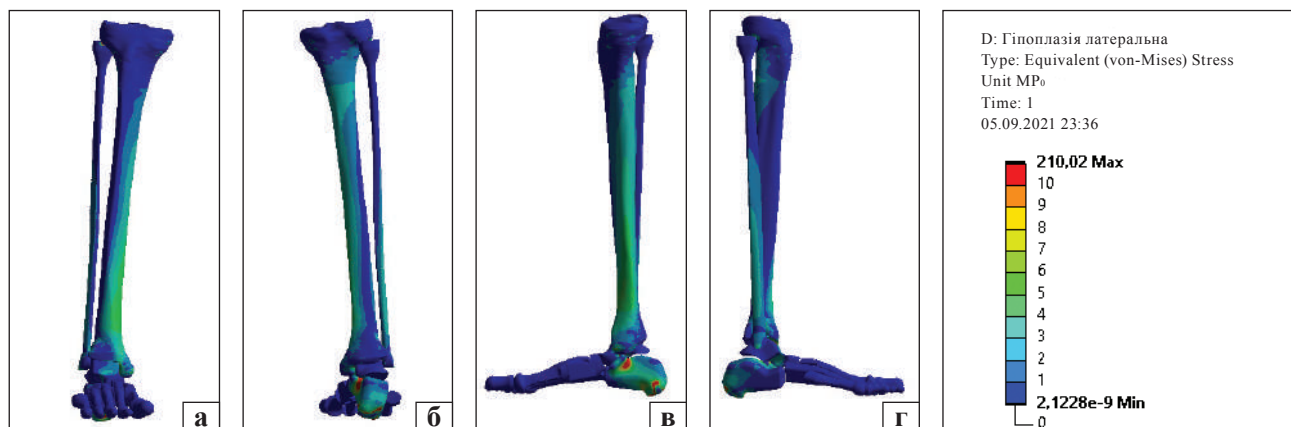 а
б
в
г
D: Гіпоплазія латеральна
Type: Equivalent (von-Mises) Stress
Unit MP₀
Time: 1
05.09.2021 23:36
210,02 Max
10
9
8
7
6
5
4
3
2
1
2,1228e-9 Min
0